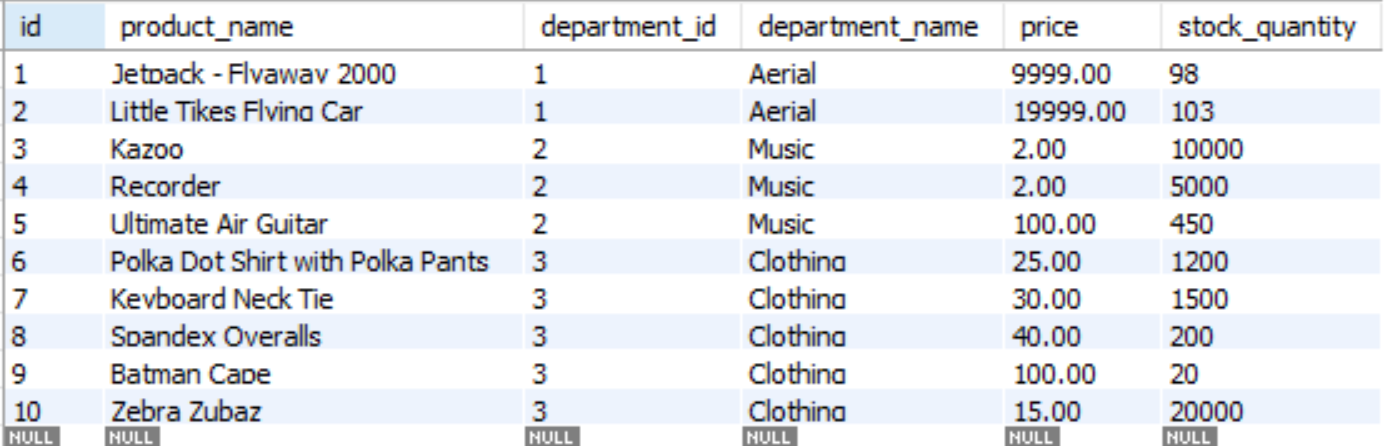 id product_name department_id department_name price stock_quantity
1 Jetpack - Flyaway 2000 1 Aerial 9999.00 98
2 Little Tikes Flying Car 1 Aerial 19999.00 103
3 Kazoo 2 Music 2.00 10000
4 Recorder 2 Music 2.00 5000
5 Ultimate Air Guitar 2 Music 100.00 450
6 Polka Dot Shirt with Polka Pants 3 Clothing 25.00 1200
7 Keyboard Neck Tie 3 Clothing 30.00 1500
8 Spandex Overalls 3 Clothing 40.00 200
9 Batman Cape 3 Clothing 100.00 20
10 Zebra Zubaz 3 Clothing 15.00 20000
NULL NULL NULL NULL NULL NULL